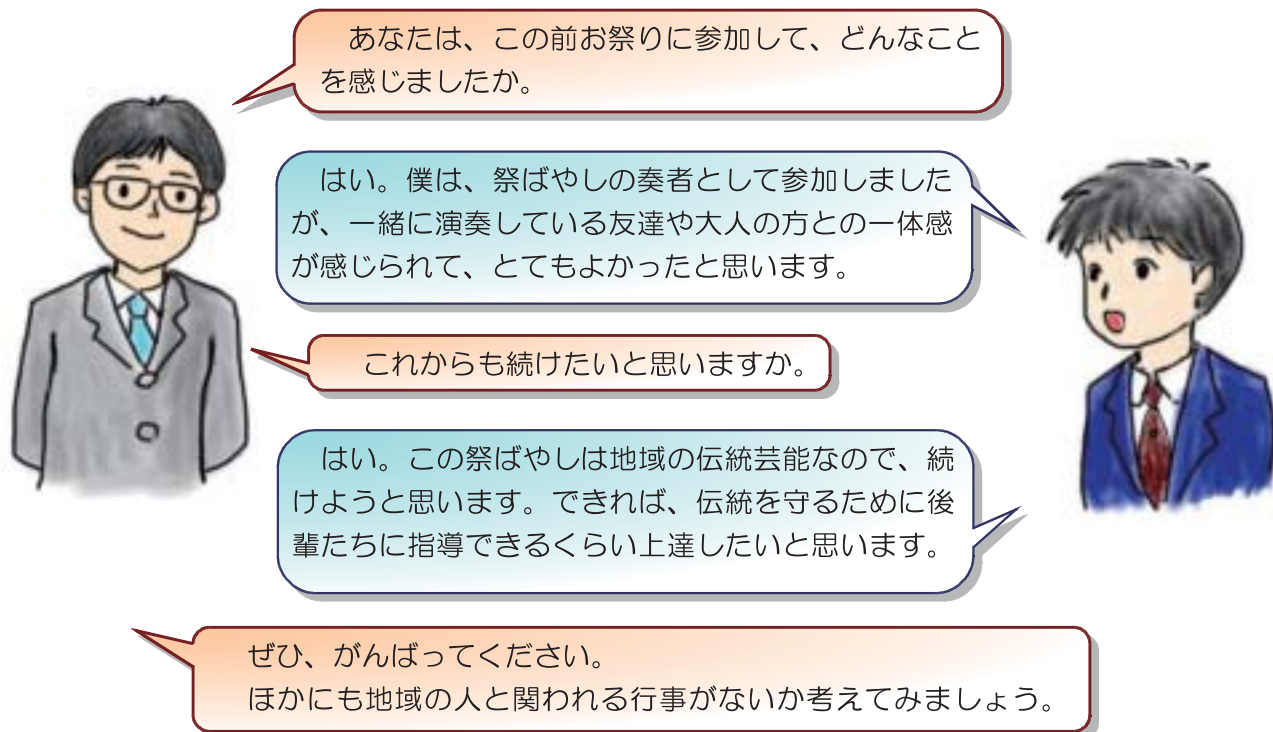 あなたは、この前お祭りに参加して、どんなこと
を感じましたか。
はい。僕は、祭ばやしの奏者として参加しました
が、一緒に演奏している友達や大人の方との一体感
が感じられて、とてもよかったと思います。
これからも続けたいと思いますか。
はい。この祭ばやしは地域の伝統芸能なので、続
けようと思います。できれば、伝統を守るために後
輩たちに指導できるくらい上達したいと思います。
ぜひ、がんばってください。
ほかにも地域の人と関われる行事がないか考えてみましょう。